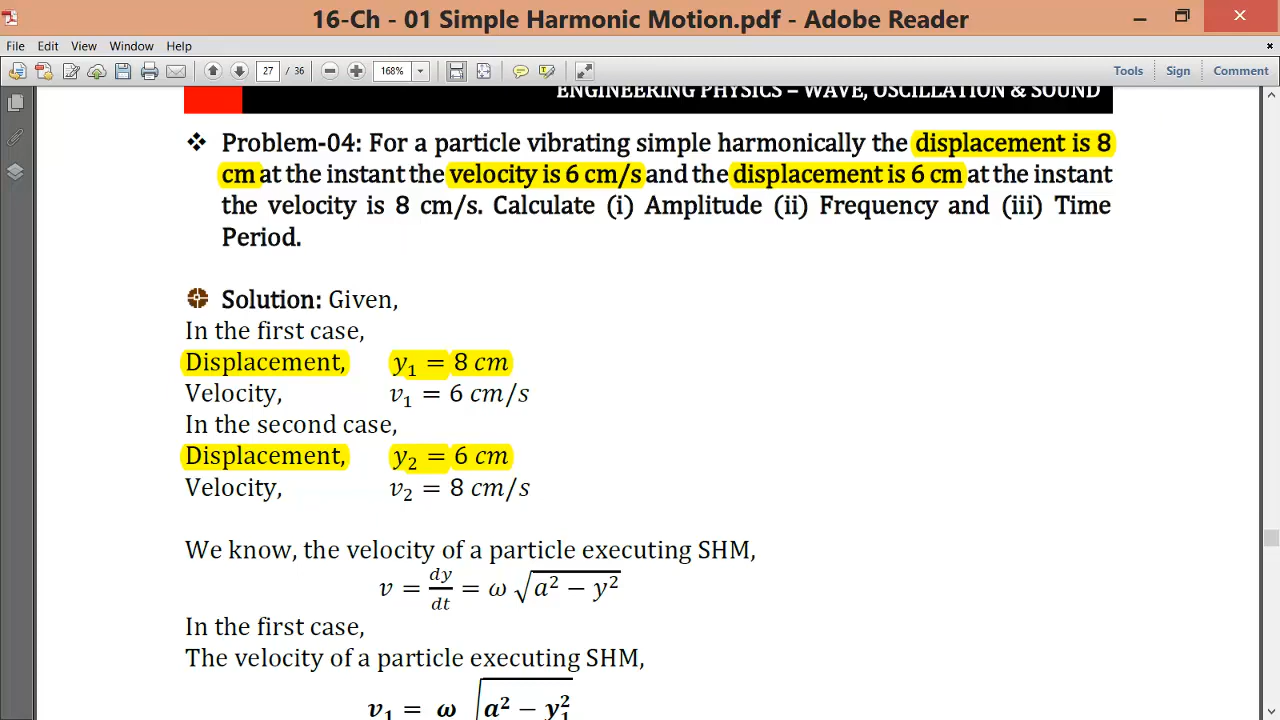 16-Ch - 01 Simple Harmonic Motion.pdf - Adobe Reader
File Edit View Window Help
27 / 36 168% Tools Sign Comment
ENGINEERING PHYSICS – WAVE, OSCILLATION & SOUND
❖ Problem-04: For a particle vibrating simple harmonically the displacement is 8
cm at the instant the velocity is 6 cm/s and the displacement is 6 cm at the instant
the velocity is 8 cm/s. Calculate (i) Amplitude (ii) Frequency and (iii) Time
Period.
Solution: Given,
In the first case,
Displacement, y₁ = 8 cm
Velocity, v₁ = 6 cm/s
In the second case,
Displacement, y₂ = 6 cm
Velocity, v₂ = 8 cm/s
We know, the velocity of a particle executing SHM,
v = dy/dt = ω √(a² − y²)
In the first case,
The velocity of a particle executing SHM,
v₁ = ω √(a² − y₁²)